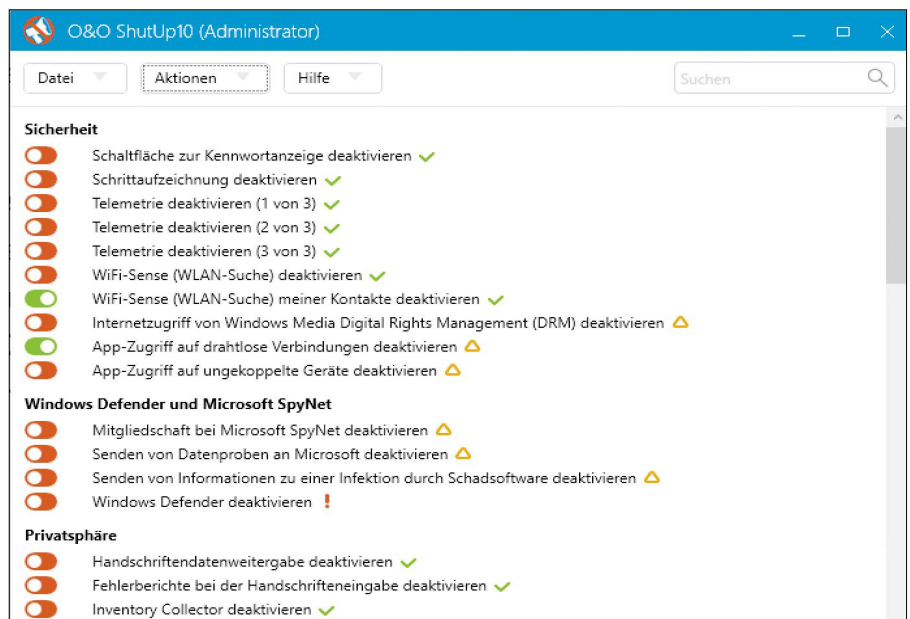 O&O ShutUp10 (Administrator)
Datei Aktionen Hilfe Suchen
Sicherheit
Schaltfläche zur Kennwortanzeige deaktivieren
Schrittaufzeichnung deaktivieren
Telemetrie deaktivieren (1 von 3)
Telemetrie deaktivieren (2 von 3)
Telemetrie deaktivieren (3 von 3)
WiFi-Sense (WLAN-Suche) deaktivieren
WiFi-Sense (WLAN-Suche) meiner Kontakte deaktivieren
Internetzugriff von Windows Media Digital Rights Management (DRM) deaktivieren
App-Zugriff auf drahtlose Verbindungen deaktivieren
App-Zugriff auf ungekoppelte Geräte deaktivieren
Windows Defender und Microsoft SpyNet
Mitgliedschaft bei Microsoft SpyNet deaktivieren
Senden von Datenproben an Microsoft deaktivieren
Senden von Informationen zu einer Infektion durch Schadsoftware deaktivieren
Windows Defender deaktivieren !
Privatsphäre
Handschriftendatenweitergabe deaktivieren
Fehlerberichte bei der Handschrifteneingabe deaktivieren
Inventory Collector deaktivieren